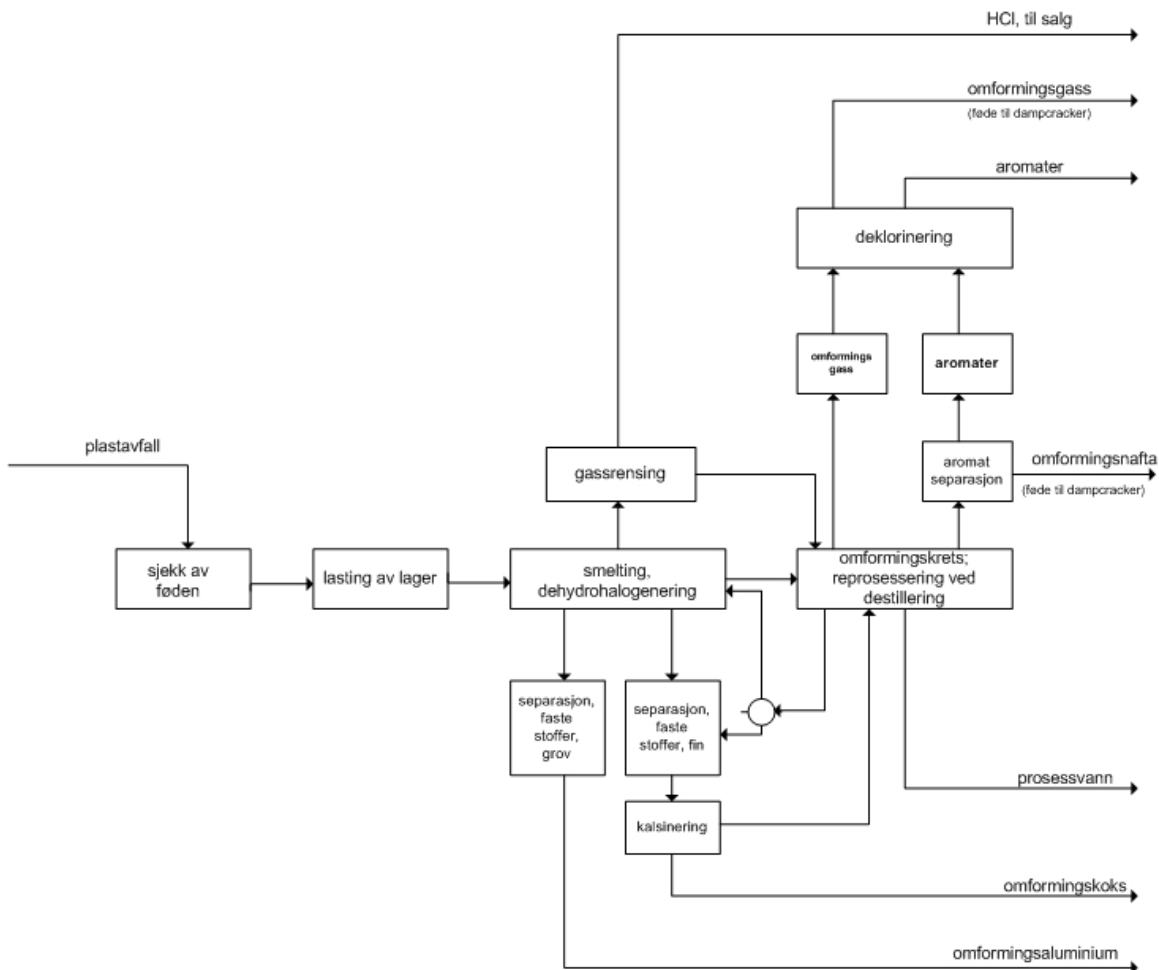 HCl, til salg
omformingsgass
(føde til dampcracker)
aromater
deklorinering
omformings
gass
aromater
plastavfall
gassrensing
aromat
separasjon
omformingsnafta
(føde til dampcracker)
sjekk av
føden
lasting av lager
smelting,
dehydrohalogenering
omformingskrets;
reprosessering ved
destillering
separasjon,
faste
stoffer,
grov
separasjon,
faste
stoffer, fin
prosessvann
kalsinering
omformingskoks
omformingsaluminium